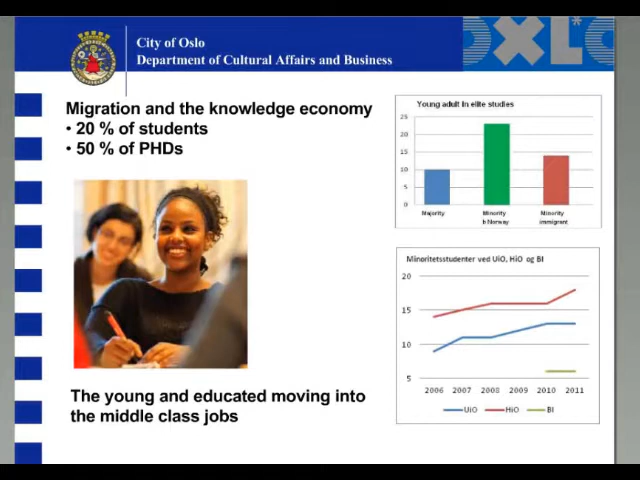 City of Oslo
Department of Cultural Affairs and Business
OXLO*
Migration and the knowledge economy
• 20 % of students
• 50 % of PHDs
Young adult in elite studies
25
20
15
10
5
0
Majority
Minority
b Norway
Minority
immigrant
Minoritetsstudenter ved UiO, HiO og BI
20
15
10
5
2006 2007 2008 2009 2010 2011
UiO HiO BI
The young and educated moving into
the middle class jobs